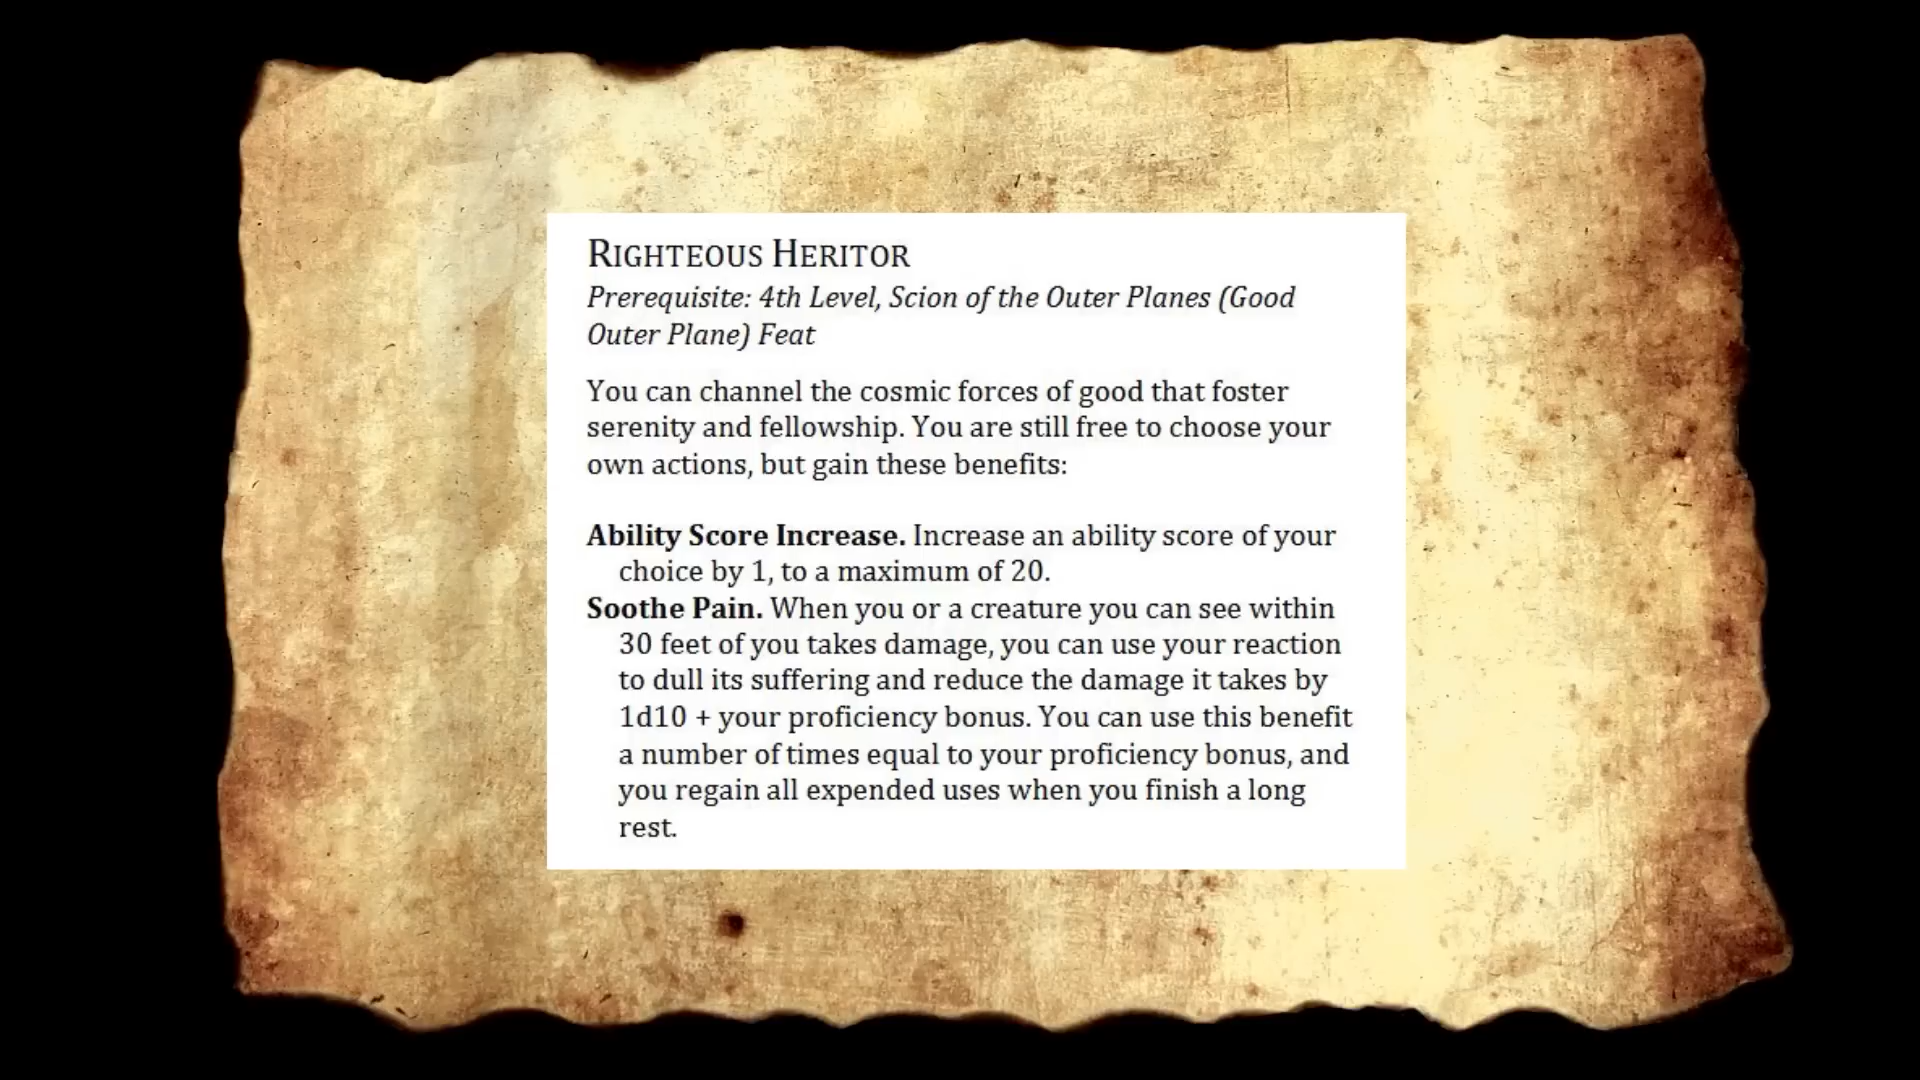 RIGHTEOUS HERITOR
Prerequisite: 4th Level, Scion of the Outer Planes (Good
Outer Plane) Feat
You can channel the cosmic forces of good that foster
serenity and fellowship. You are still free to choose your
own actions, but gain these benefits:
Ability Score Increase. Increase an ability score of your
choice by 1, to a maximum of 20.
Soothe Pain. When you or a creature you can see within
30 feet of you takes damage, you can use your reaction
to dull its suffering and reduce the damage it takes by
1d10 + your proficiency bonus. You can use this benefit
a number of times equal to your proficiency bonus, and
you regain all expended uses when you finish a long
rest.